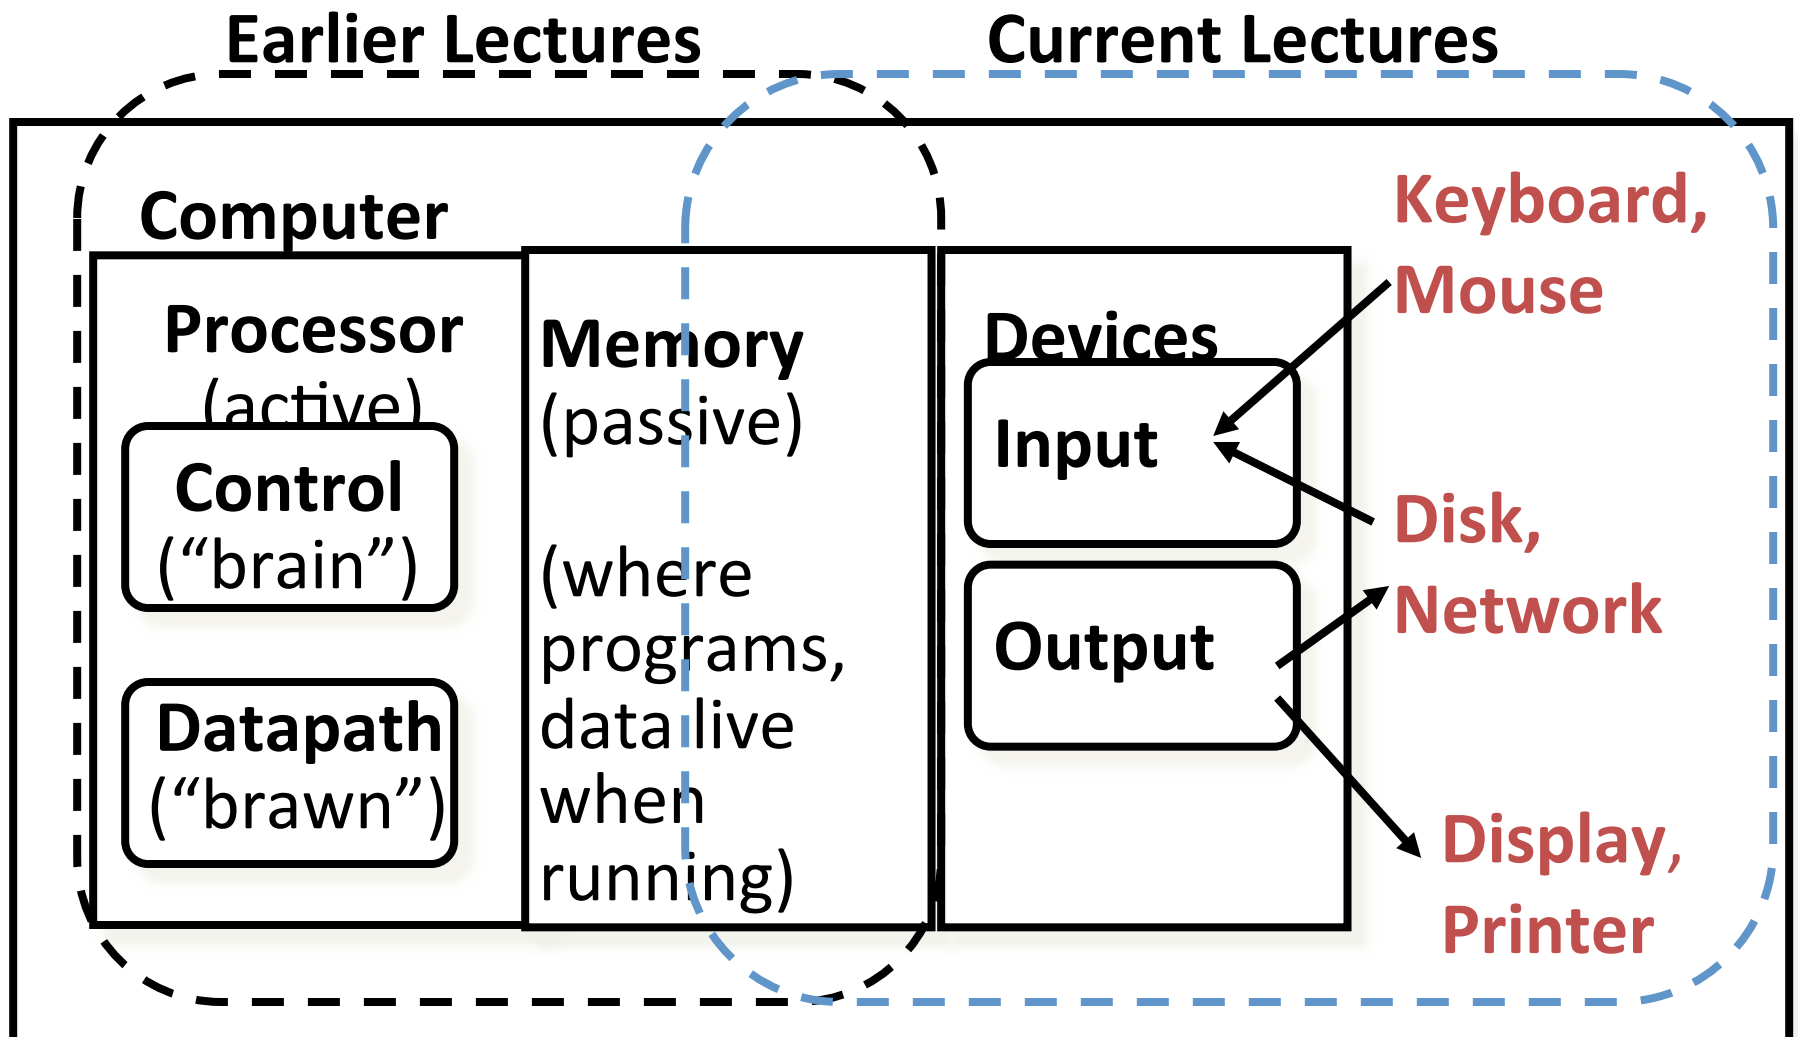 Earlier Lectures
Current Lectures
Computer
Processor
(active)
Control
(“brain”)
Datapath
(“brawn”)
Memory
(passive)
(where
programs,
data live
when
running)
Devices
Input
Output
Keyboard,
Mouse
Disk,
Network
Display,
Printer